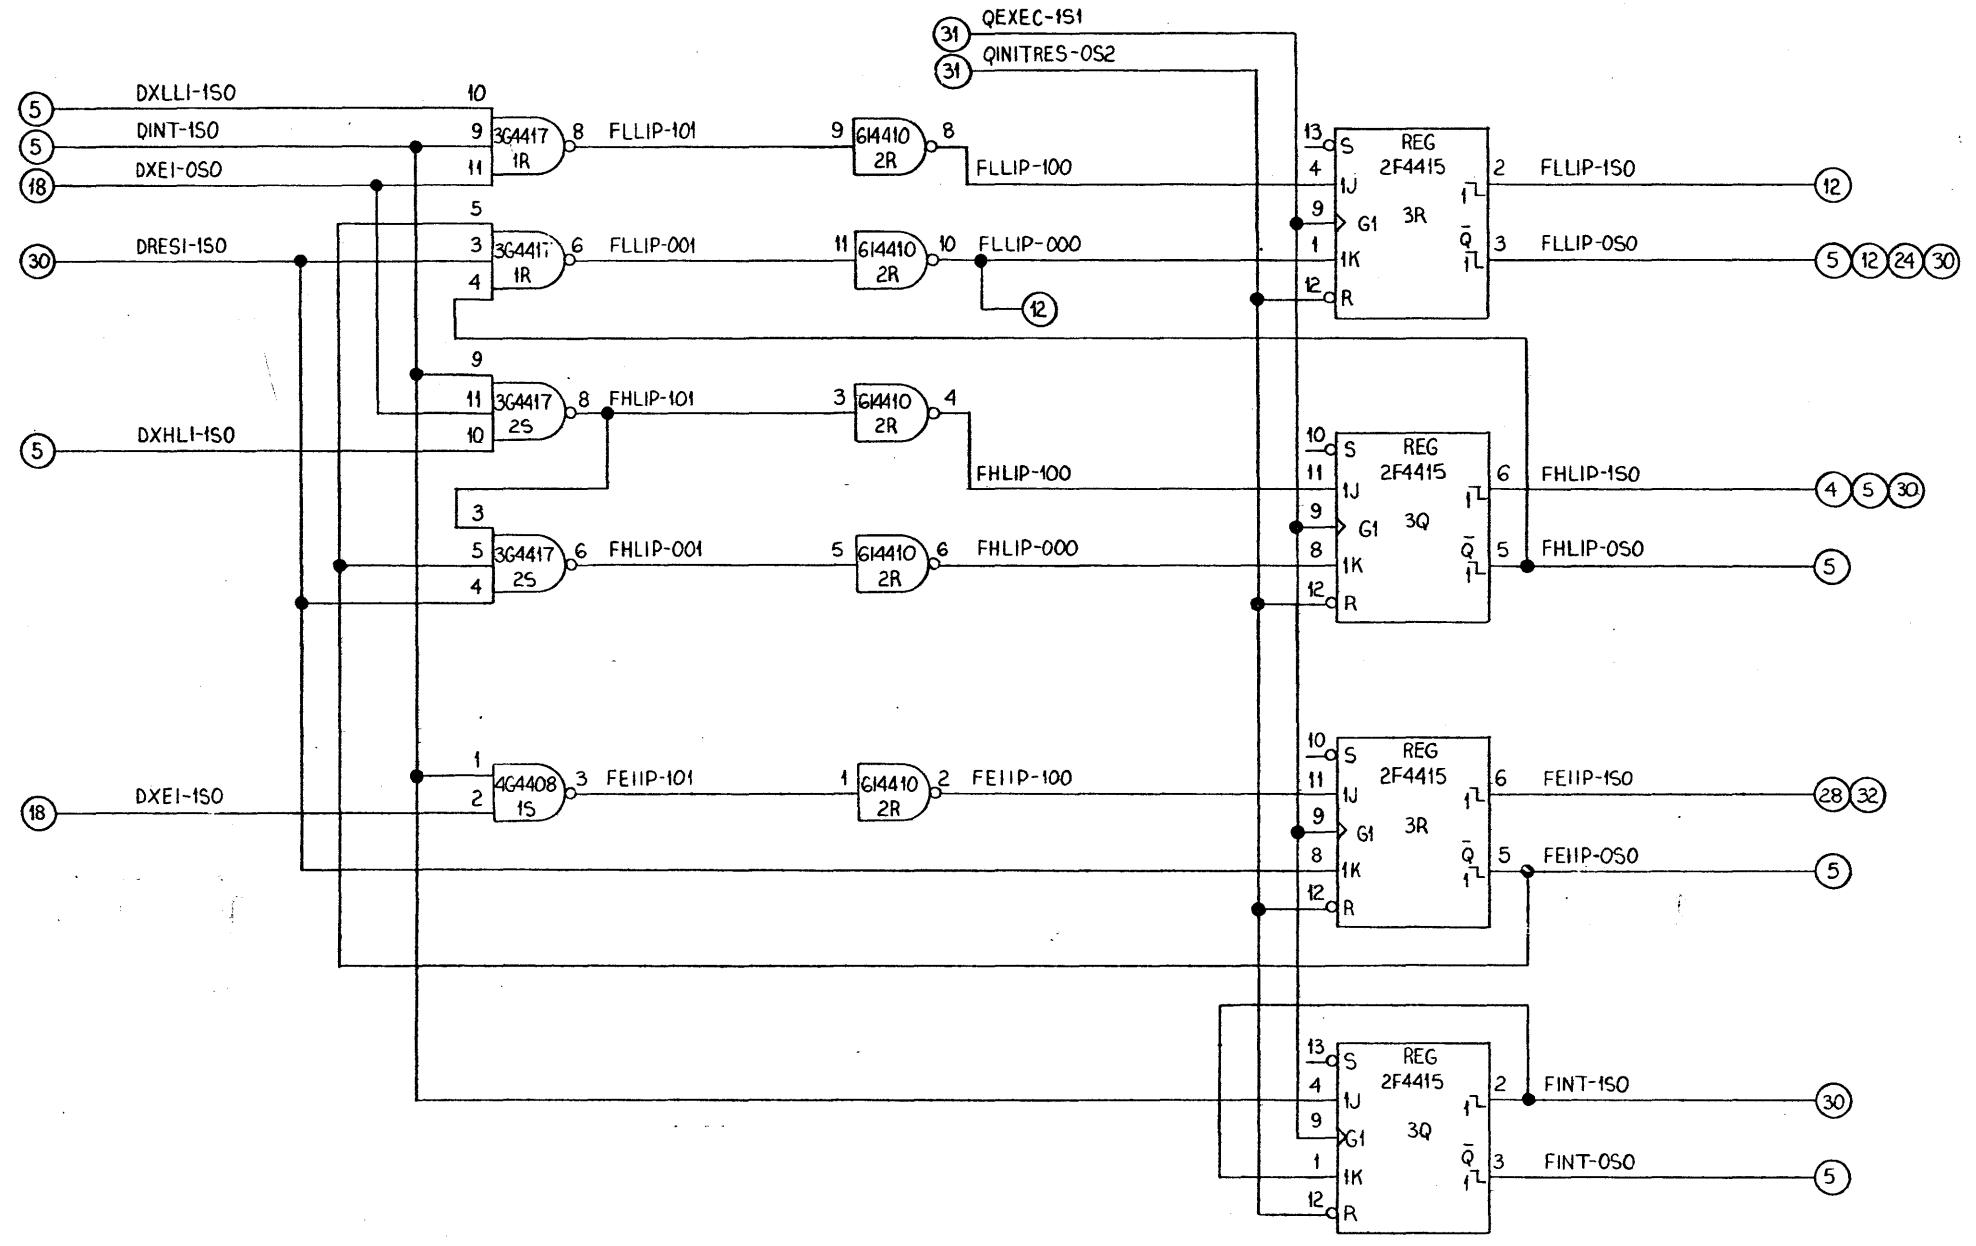 31 QEXEC-1S1
31 QINITRES-0S2
5 DXLLI-1S0 10
5 QINT-1S0 9
18 DXEI-0S0 11
3G4417
1R
8 FLLIP-101 9
6I4410
2R
8
FLLIP-100
13 S
4 1J
9 G1
1 1K
12 R
REG
2F4415
3R
1
Q
1
2 FLLIP-1S0 12
3 FLLIP-0S0 5 12 24 30
5
30 DRESI-1S0 3
4
3G4417
1R
6 FLLIP-001 11
6I4410
2R
10 FLLIP-000
12
9
11
5 DXHLI-1S0 10
3G4417
2S
8 FHLIP-101 3
6I4410
2R
4
FHLIP-100
10 S
11 1J
9 G1
8 1K
12 R
REG
2F4415
3Q
1
Q
1
6 FHLIP-1S0 4 5 30
5 FHLIP-0S0 5
3
5
4
3G4417
2S
6 FHLIP-001 5
6I4410
2R
6 FHLIP-000
1
18 DXEI-1S0 2
4G4408
1S
3 FEIIP-101 1
6I4410
2R
2 FEIIP-100
10 S
11 1J
9 G1
8 1K
12 R
REG
2F4415
3R
1
Q
1
6 FEIIP-1S0 28 32
5 FEIIP-0S0 5
13 S
4 1J
9 G1
1 1K
12 R
REG
2F4415
3Q
1
Q
1
2 FINT-1S0 30
3 FINT-0S0 5